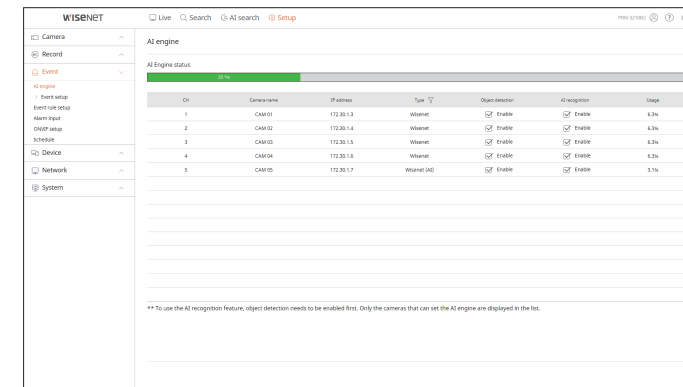 WISENET
Live Search AI search Setup
Camera
Record
Event
AI engine
Event setup
Event rule setup
Alarm input
ONVIF setup
Schedule
Device
Network
System
AI engine
AI Engine status
CH Camera name IP address Type Object detection AI recognition Usage
1 CAM 01 172.30.1.3 Wisenet Enable Enable 6.3%
2 CAM 02 172.30.1.4 Wisenet Enable Enable 6.3%
3 CAM 03 172.30.1.5 Wisenet Enable Enable 6.3%
4 CAM 04 172.30.1.6 Wisenet Enable Enable 6.3%
5 CAM 05 172.30.1.7 Wisenet (AI) Enable Enable 3.1%
** To use the AI recognition feature, object detection needs to be enabled first. Only the cameras that can set the AI engine are displayed in the list.